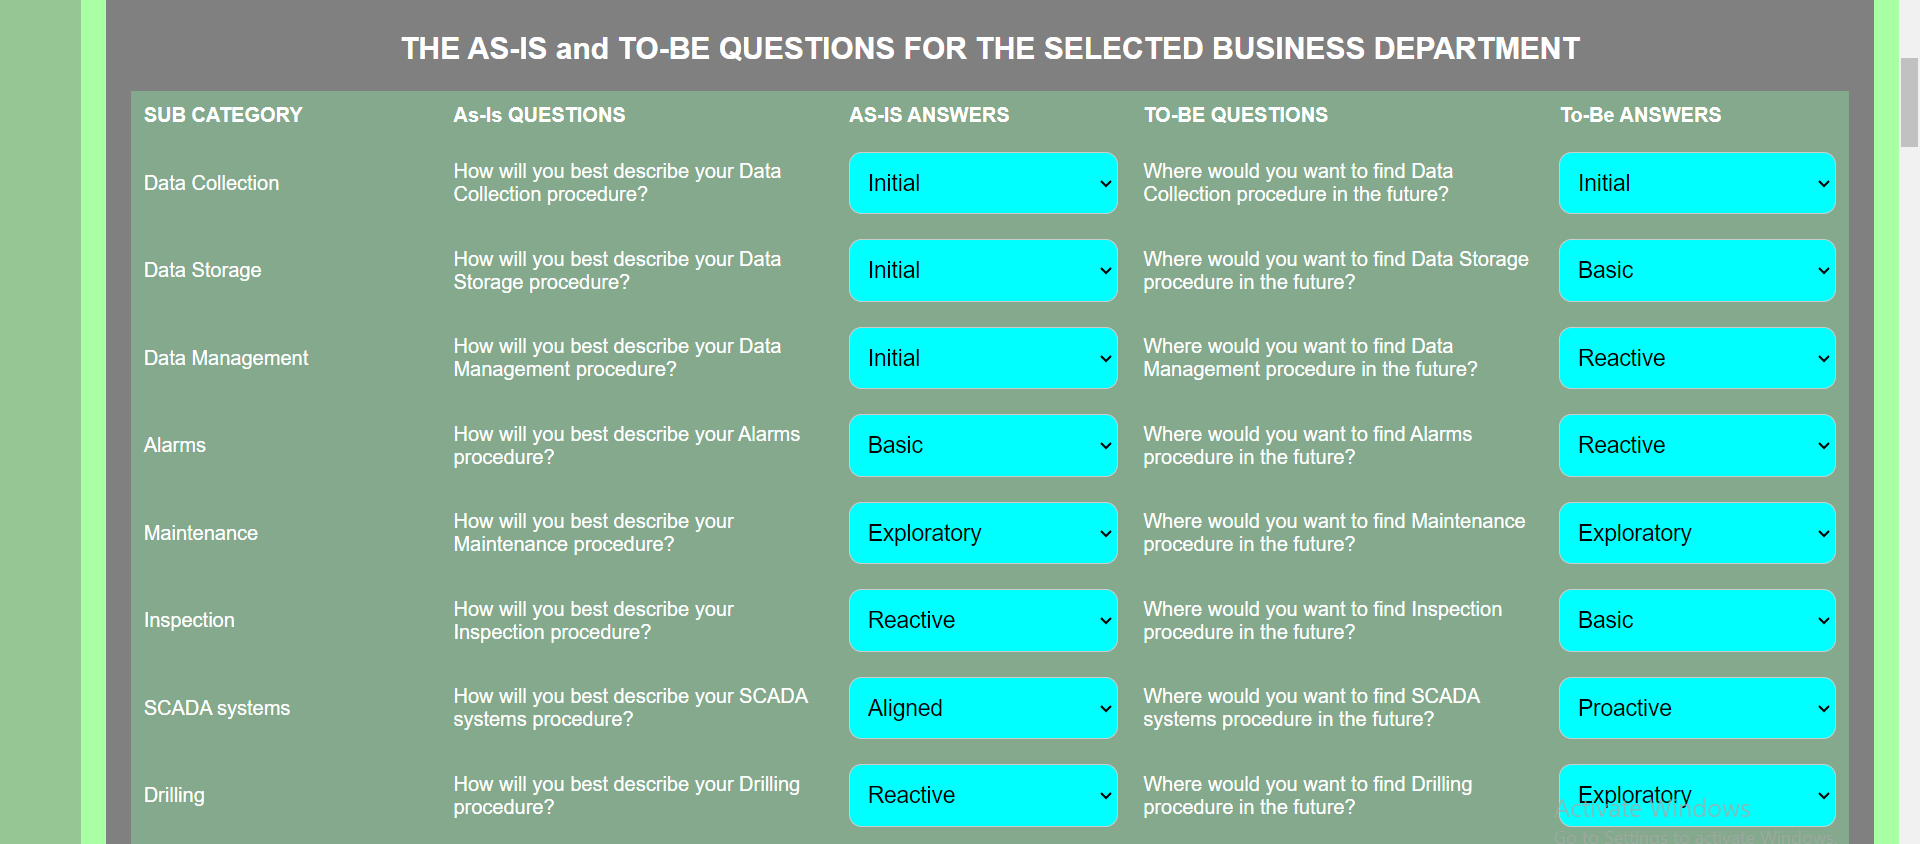 THE AS-IS and TO-BE QUESTIONS FOR THE SELECTED BUSINESS DEPARTMENT
SUB CATEGORY As-Is QUESTIONS AS-IS ANSWERS TO-BE QUESTIONS To-Be ANSWERS
Data Collection
How will you best describe your Data
Collection procedure?
Initial
Where would you want to find Data
Collection procedure in the future?
Initial
Data Storage
How will you best describe your Data
Storage procedure?
Initial
Where would you want to find Data Storage
procedure in the future?
Basic
Data Management
How will you best describe your Data
Management procedure?
Initial
Where would you want to find Data
Management procedure in the future?
Reactive
Alarms
How will you best describe your Alarms
procedure?
Basic
Where would you want to find Alarms
procedure in the future?
Reactive
Maintenance
How will you best describe your
Maintenance procedure?
Exploratory
Where would you want to find Maintenance
procedure in the future?
Exploratory
Inspection
How will you best describe your
Inspection procedure?
Reactive
Where would you want to find Inspection
procedure in the future?
Basic
SCADA systems
How will you best describe your SCADA
systems procedure?
Aligned
Where would you want to find SCADA
systems procedure in the future?
Proactive
Drilling
How will you best describe your Drilling
procedure?
Reactive
Where would you want to find Drilling
procedure in the future?
Exploratory
Activate Windows
Go to Settings to activate Windows.